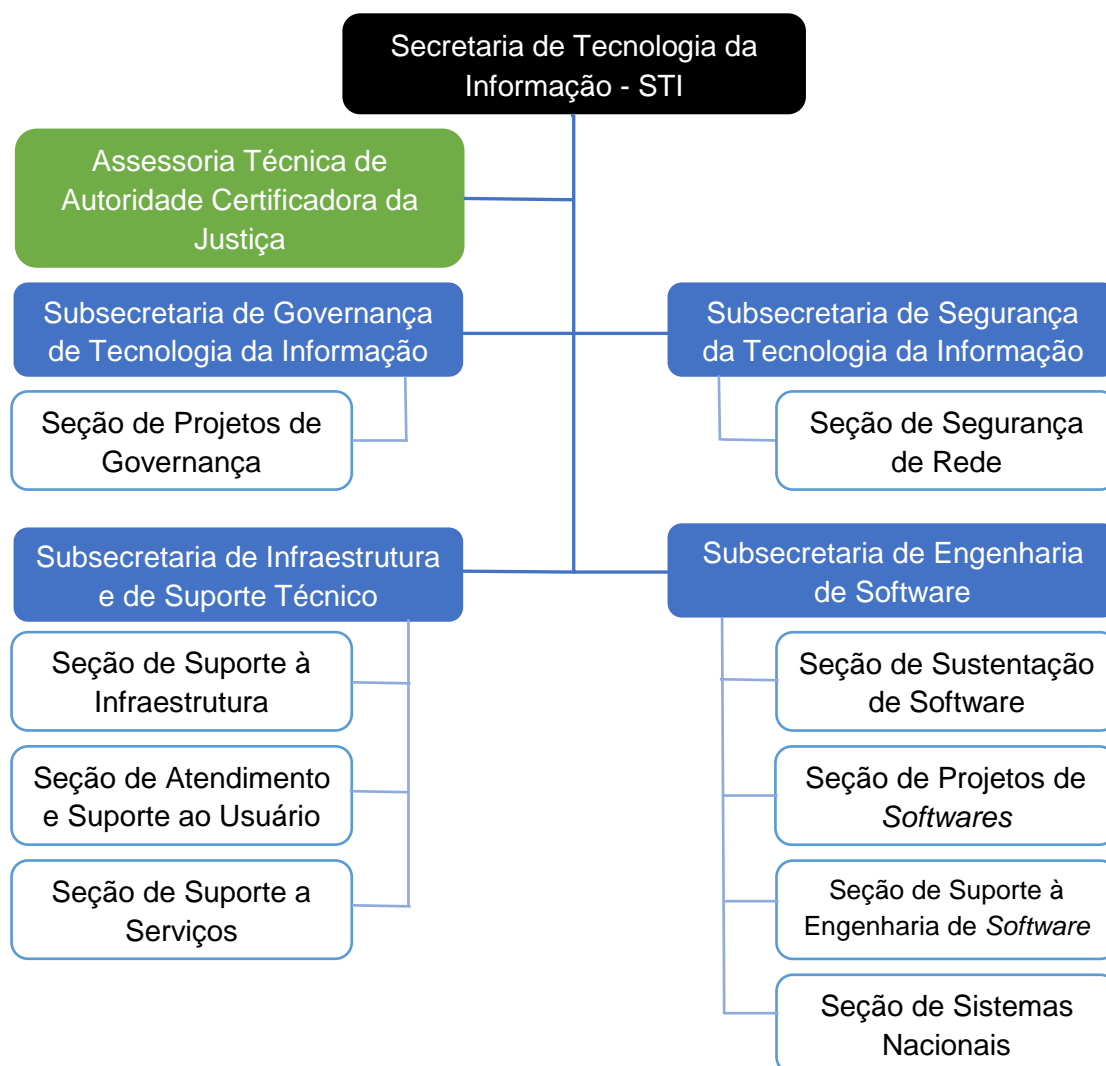 Secretaria de Tecnologia da
Informação - STI
Assessoria Técnica de
Autoridade Certificadora da
Justiça
Subsecretaria de Governança
de Tecnologia da Informação
Subsecretaria de Segurança
da Tecnologia da Informação
Seção de Projetos de
Governança
Seção de Segurança
de Rede
Subsecretaria de Infraestrutura
e de Suporte Técnico
Subsecretaria de Engenharia
de Software
Seção de Suporte à
Infraestrutura
Seção de Atendimento
e Suporte ao Usuário
Seção de Suporte a
Serviços
Seção de Sustentação
de Software
Seção de Projetos de
Softwares
Seção de Suporte à
Engenharia de Software
Seção de Sistemas
Nacionais